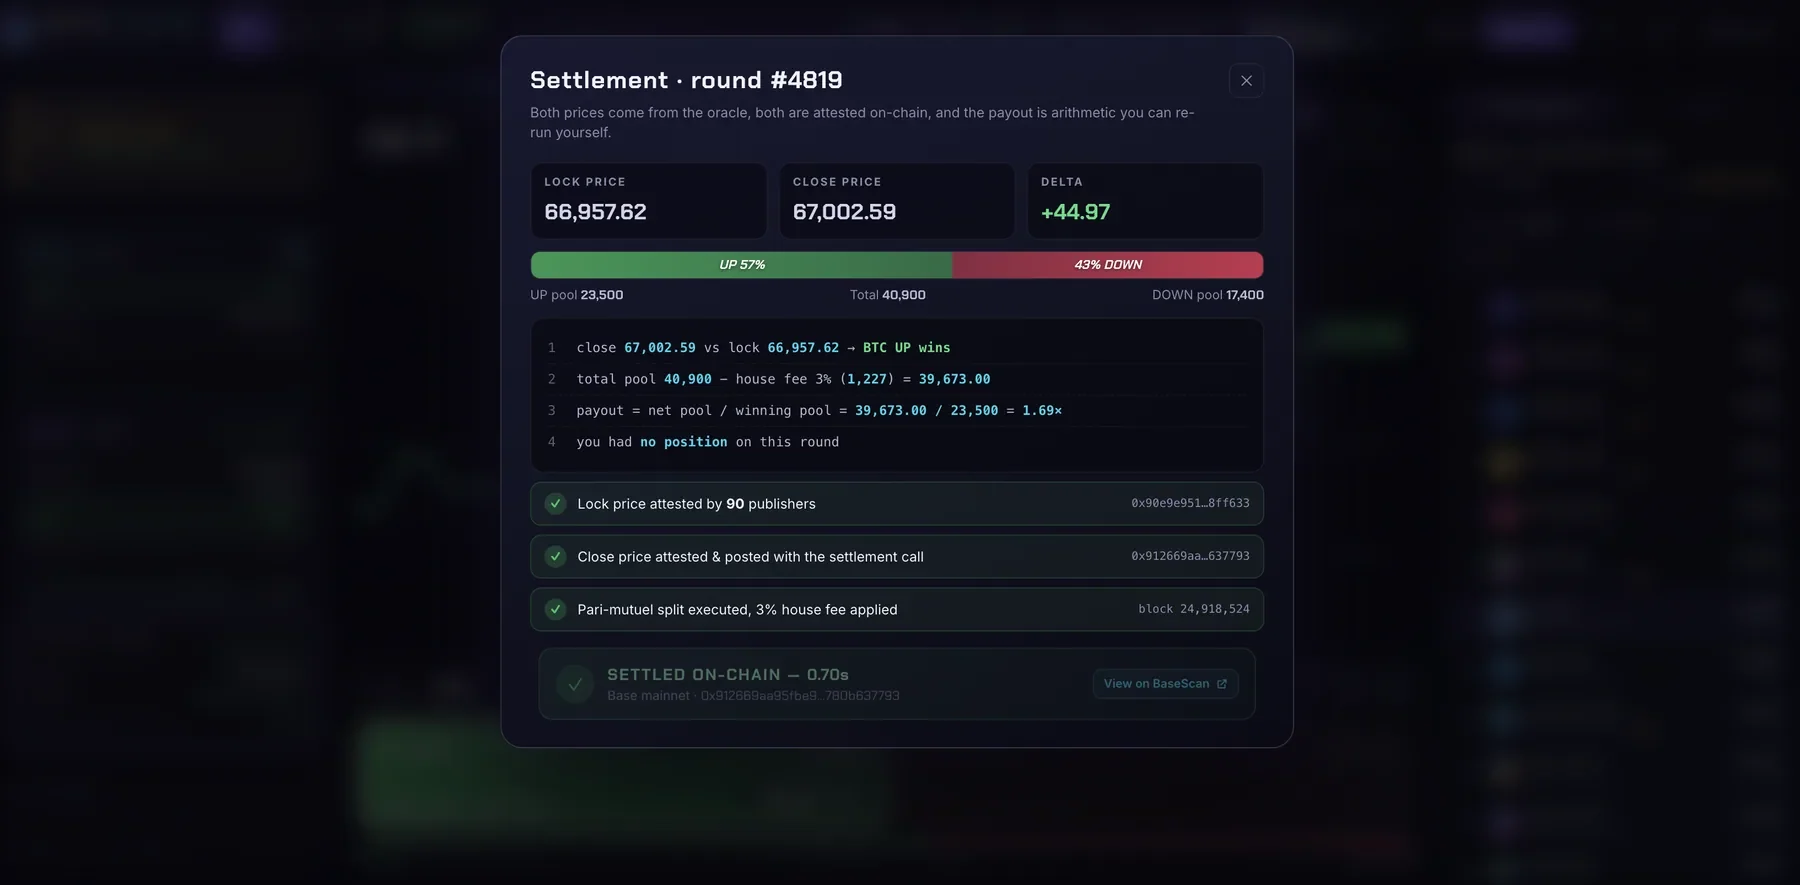 Settlement · round #4819
Both prices come from the oracle, both are attested on-chain, and the payout is arithmetic you can re-
run yourself.
LOCK PRICE
66,957.62
CLOSE PRICE
67,002.59
DELTA
+44.97
UP 57%
43% DOWN
UP pool 23,500
Total 40,900
DOWN pool 17,400
1 close 67,002.59 vs lock 66,957.62 → BTC UP wins
2 total pool 40,900 − house fee 3% (1,227) = 39,673.00
3 payout = net pool / winning pool = 39,673.00 / 23,500 = 1.69×
4 you had no position on this round
Lock price attested by 90 publishers
0x90e9e951…8ff633
Close price attested & posted with the settlement call
0x912669aa…637793
Pari-mutuel split executed, 3% house fee applied
block 24,918,524
SETTLED ON-CHAIN — 0.70s
Base mainnet · 0x912669aa95fbe9…780b637793
View on BaseScan